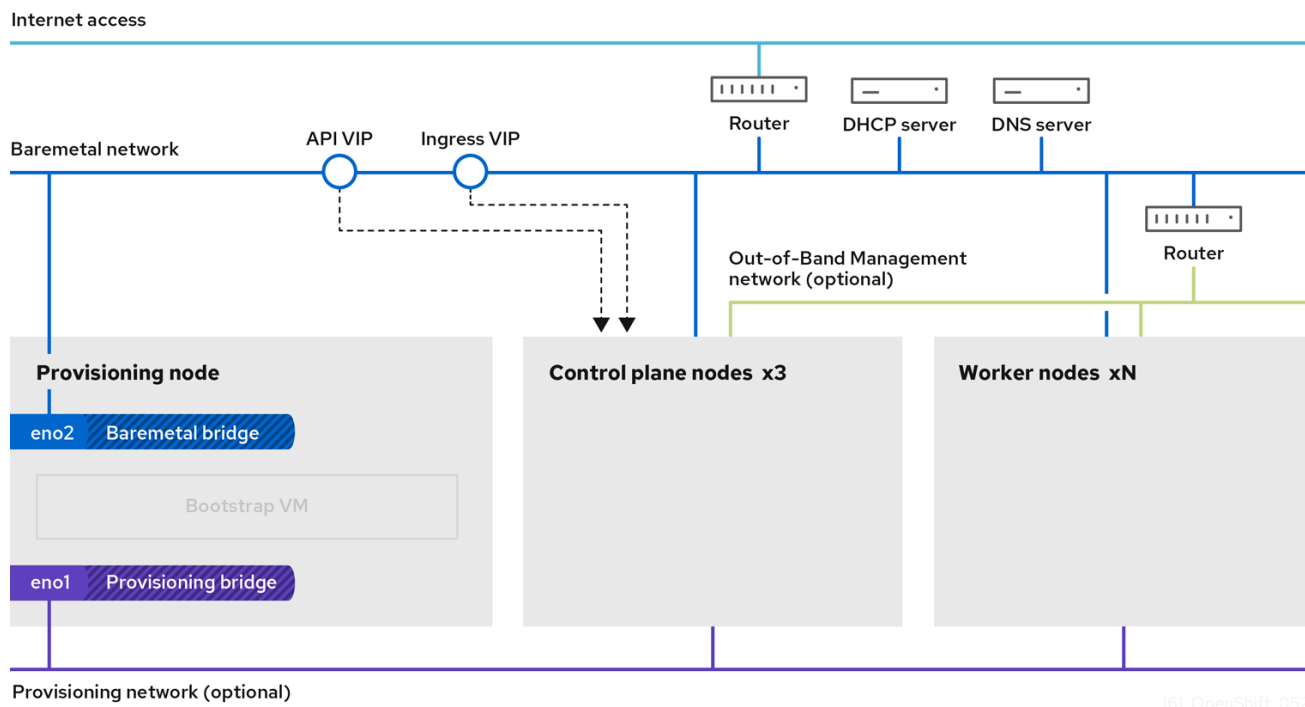 Internet access
Router
DHCP server
DNS server
API VIP
Ingress VIP
Baremetal network
Router
Out-of-Band Management
network (optional)
Provisioning node
Control plane nodes x3
Worker nodes xN
eno2
Baremetal bridge
Bootstrap VM
eno1
Provisioning bridge
Provisioning network (optional)
161_OpenShift_05